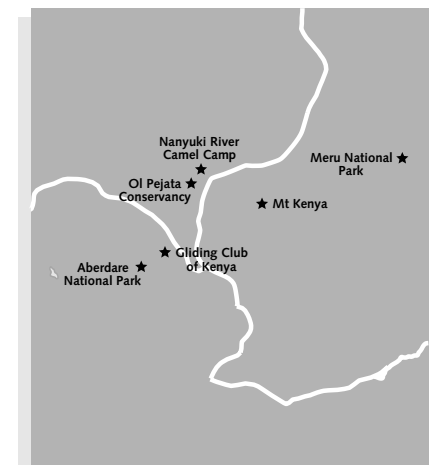 Nanyuki River
Camel Camp
Meru National
Park
Ol Pejata
Conservancy
Mt Kenya
Gliding Club
of Kenya
Aberdare
National Park